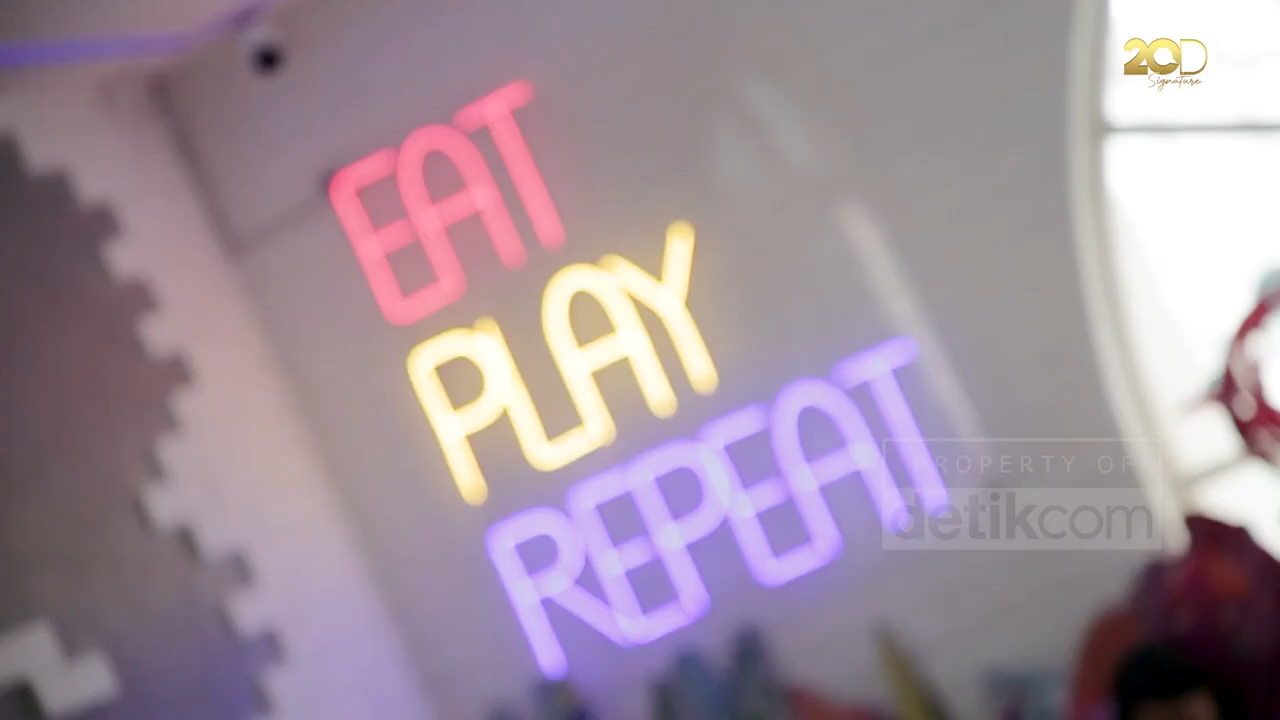 20D
Signature
EAT
PLAY
REPEAT
PROPERTY OF
detikcom